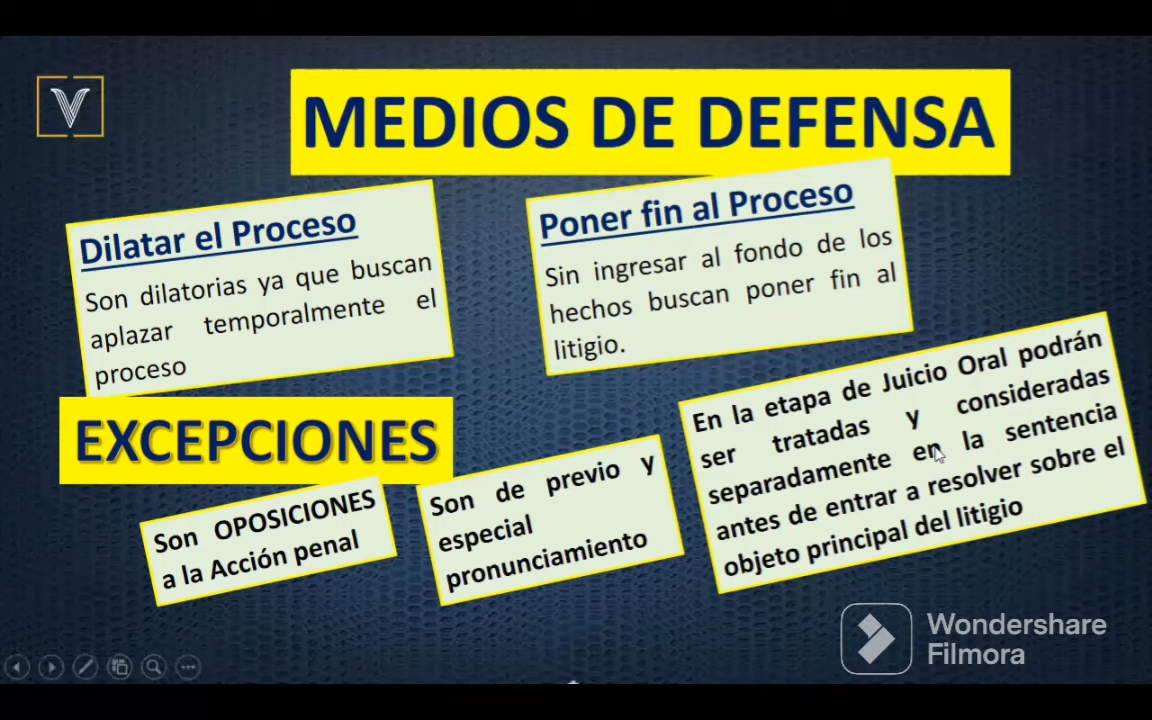 V
MEDIOS DE DEFENSA
Dilatar el Proceso
Son dilatorias ya que buscan
aplazar temporalmente el
proceso
Poner fin al Proceso
Sin ingresar al fondo de los
hechos buscan poner fin al
litigio.
EXCEPCIONES
Son OPOSICIONES
a la Acción penal
Son de previo y
especial
pronunciamiento
En la etapa de Juicio Oral podrán
ser tratadas y consideradas
separadamente en la sentencia
antes de entrar a resolver sobre el
objeto principal del litigio
Wondershare
Filmora